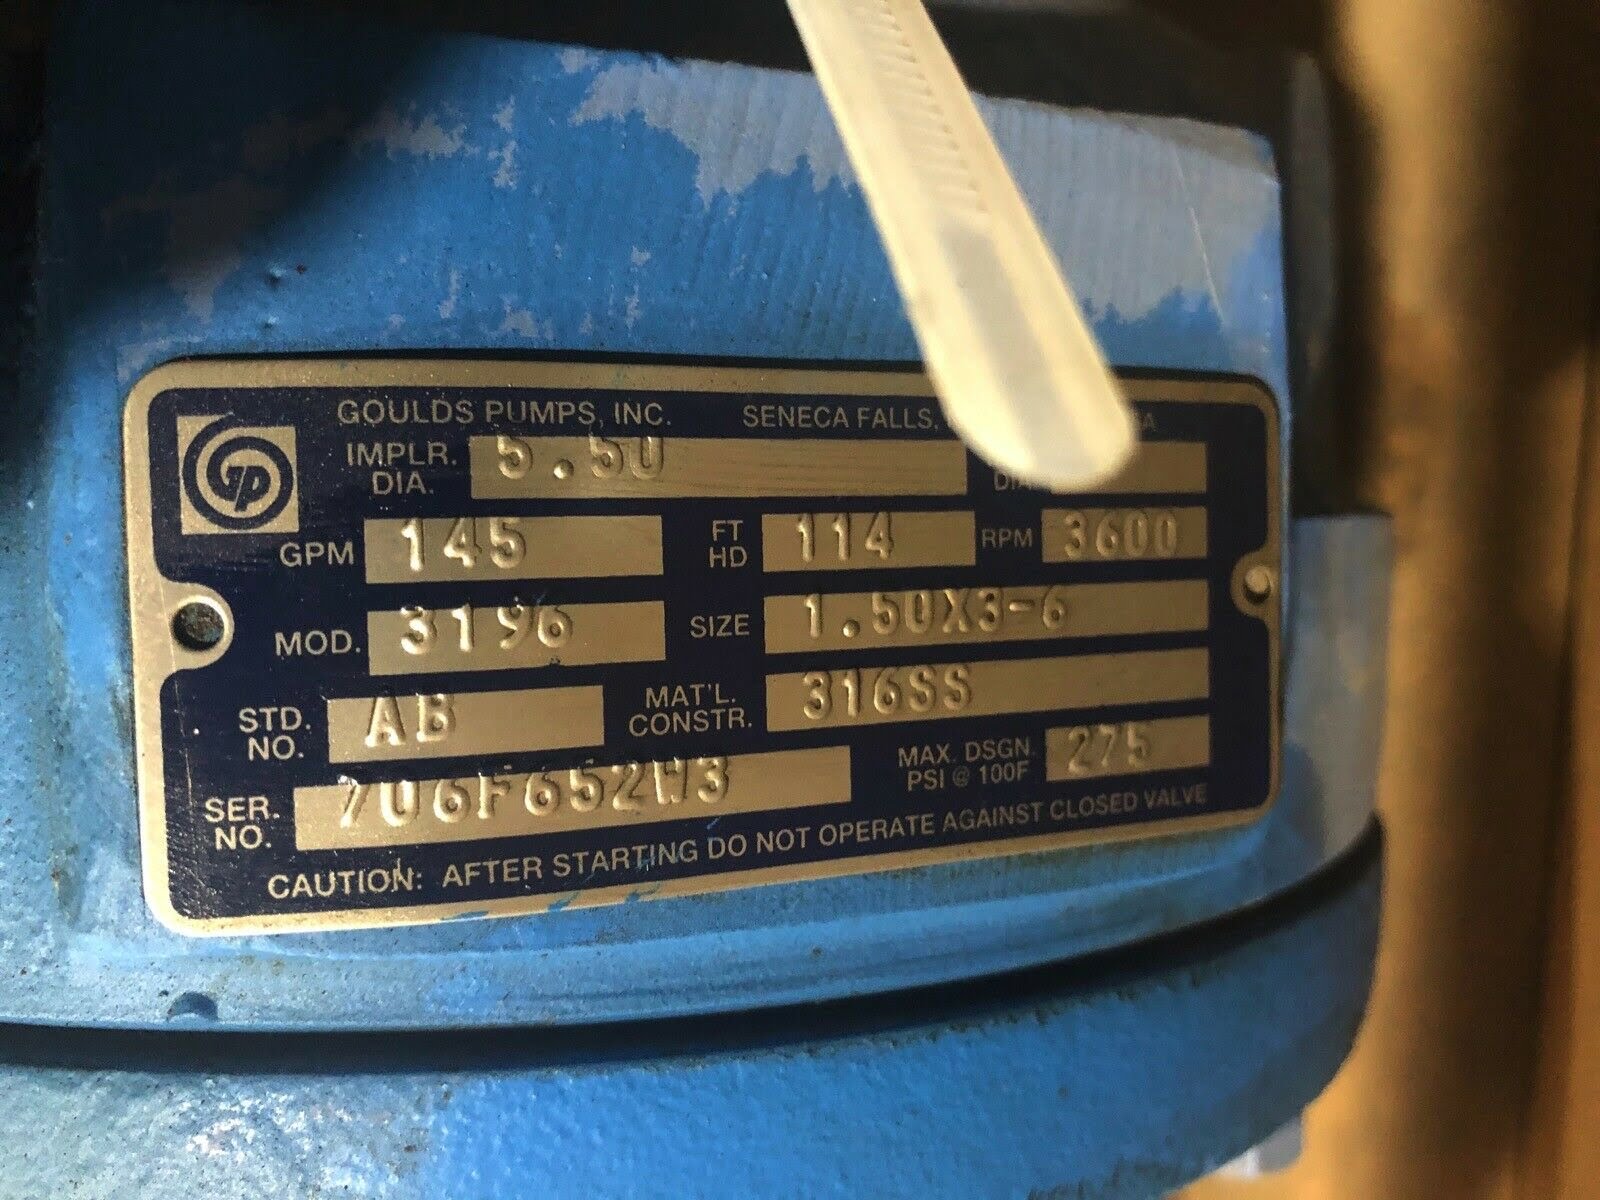 GOULDS PUMPS, INC. SENECA FALLS,
IMPLR. DIA. 5.50 DIA.
GPM 145 FT HD 114 RPM 3600
MOD. 3196 SIZE 1.50X3-6
STD. NO. AB MAT'L. CONSTR. 316SS
SER. NO. 706F652W3 MAX. DSGN. PSI @ 100F 275
CAUTION: AFTER STARTING DO NOT OPERATE AGAINST CLOSED VALVE